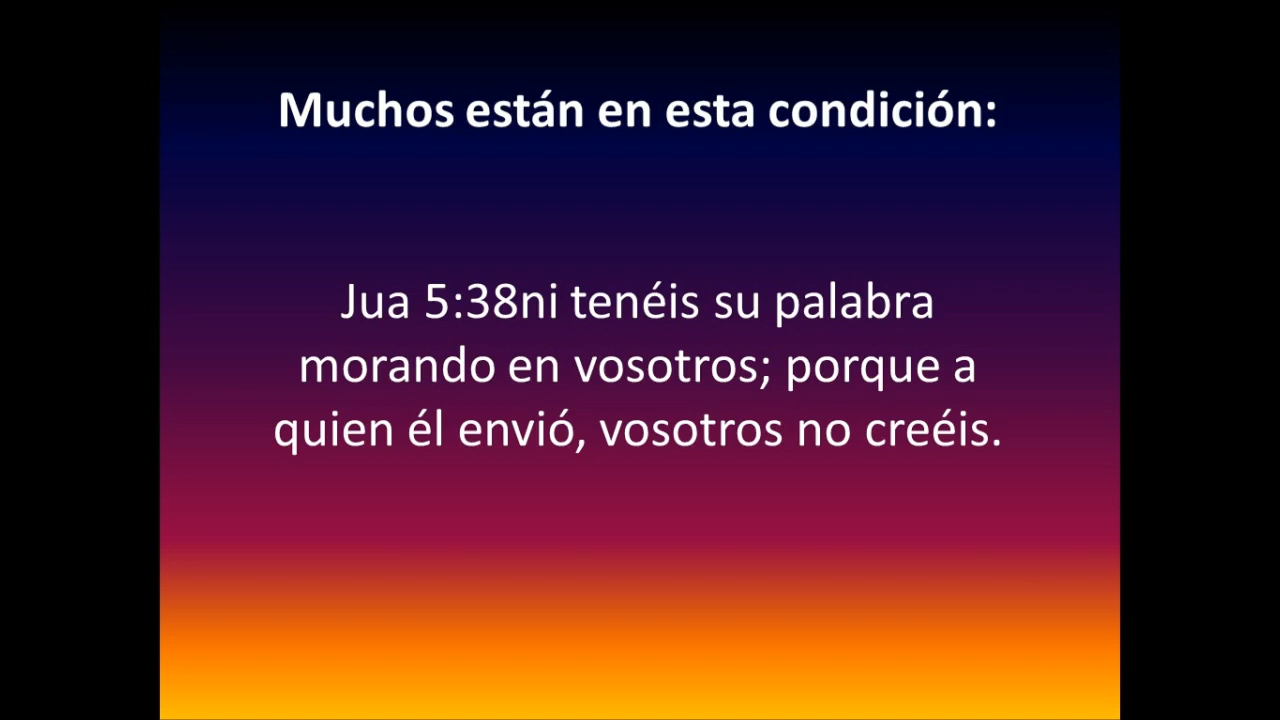 Muchos están en esta condición:
Jua 5:38ni tenéis su palabra
morando en vosotros; porque a
quien él envió, vosotros no creéis.